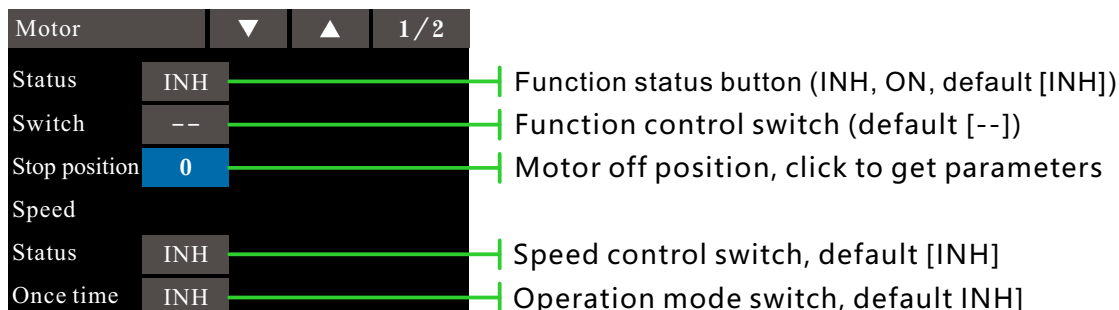 Motor ▼ ▲ 1/2
Status INH Function status button (INH, ON, default [INH])
Switch -- Function control switch (default [--])
Stop position 0 Motor off position, click to get parameters
Speed
Status INH Speed control switch, default [INH]
Once time INH Operation mode switch, default INH]